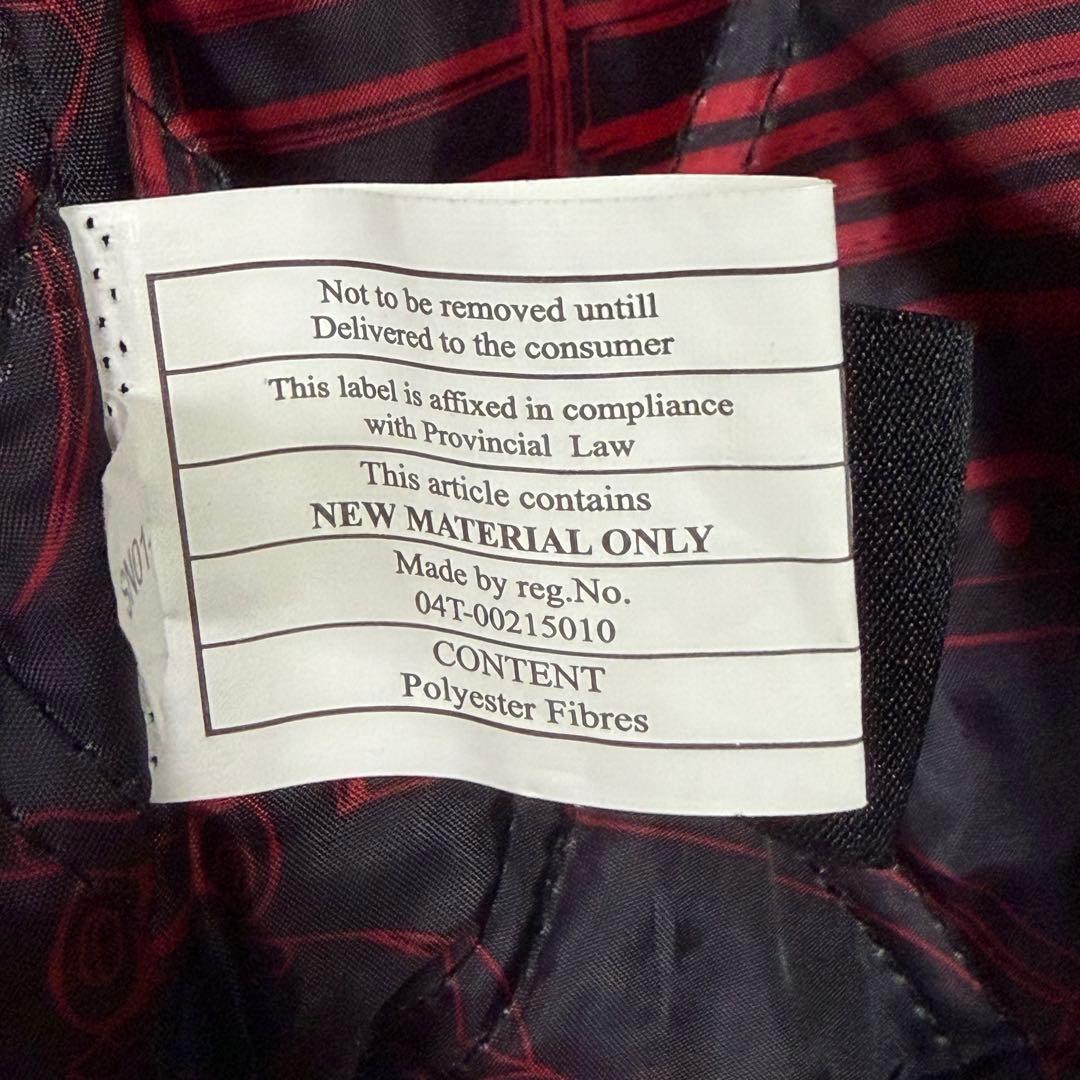 Not to be removed untill
Delivered to the consumer
This label is affixed in compliance
with Provincial Law
This article contains
NEW MATERIAL ONLY
Made by reg.No.
04T-00215010
CONTENT
Polyester Fibres